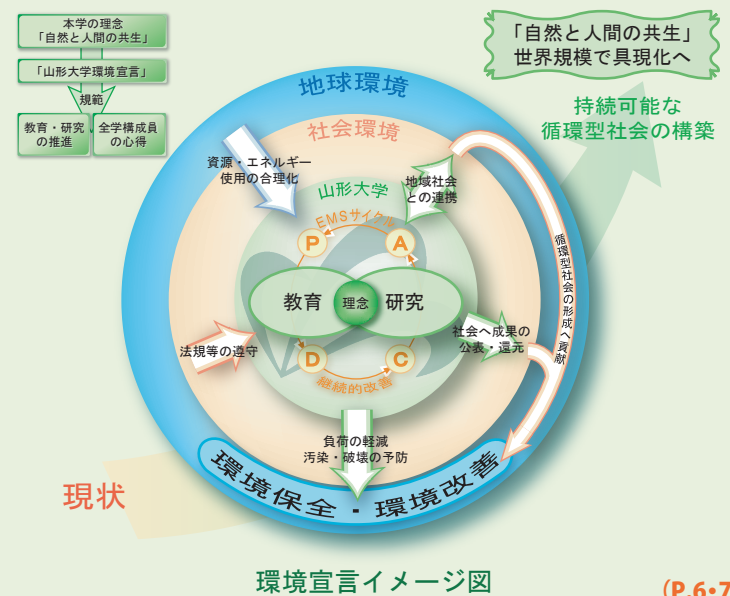 本学の理念
「自然と人間の共生」
「山形大学環境宣言」
規範
教育・研究
の推進
全学構成員
の心得
「自然と人間の共生」
世界規模で具現化へ
持続可能な
循環型社会の構築
地球環境
社会環境
資源・エネルギー
使用の合理化
山形大学
地域社会
との連携
EMSサイクル
P
A
循環型社会の形成へ貢献
教育
理念
研究
法規等の遵守
社会へ成果の
公表・還元
D
C
継続的改善
負荷の軽減
汚染・破壊の予防
環境保全・環境改善
現状
環境宣言イメージ図
(P.6・7